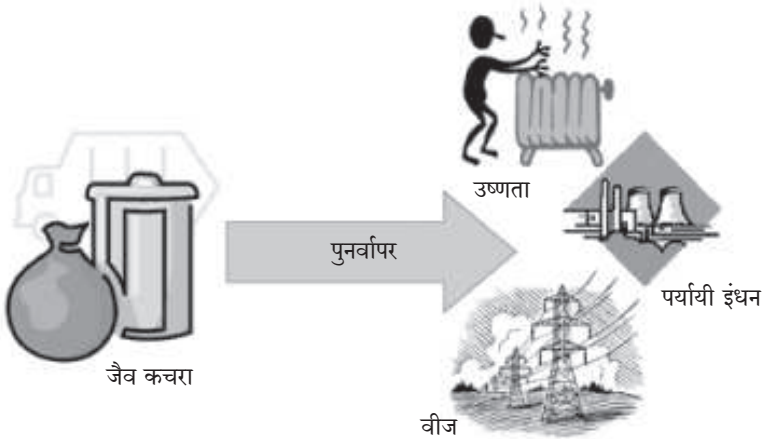 उष्णता
पुनर्वापर
पर्यायी इंधन
जैव कचरा
वीज